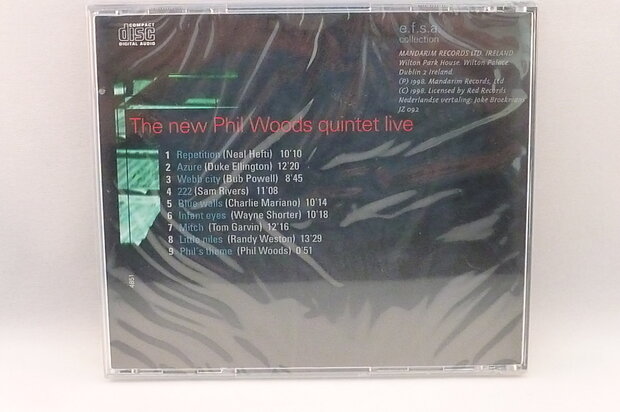 COMPACT
disc
DIGITAL AUDIO
e.f.s.a.
collection
MANDARIM RECORDS LTD. IRELAND
Wilton Park House. Wilton Palace
Dublin 2 Ireland.
(P) 1998. Mandarim Records, Ltd
(C) 1998. Licensed by Red Records
Nederlandse vertaling: Joke Broekmans
JZ 092
The new Phil Woods quintet live
1 Repetition (Neal Hefti) 10'10
2 Azure (Duke Ellington) 12'20
3 Webb city (Bub Powell) 8'45
4 222 (Sam Rivers) 11'08
5 Blue walls (Charlie Mariano) 10'14
6 Infant eyes (Wayne Shorter) 10'18
7 Mitch (Tom Garvin) 12'16
8 Little niles (Randy Weston) 13'29
9 Phil's theme (Phil Woods) 0'51
4851